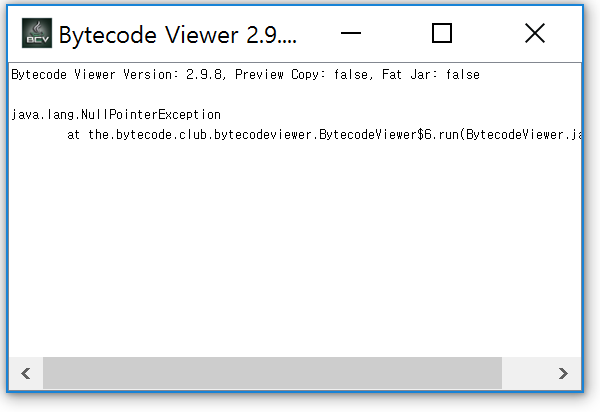 BCV
Bytecode Viewer 2.9....
Bytecode Viewer Version: 2.9.8, Preview Copy: false, Fat Jar: false
java.lang.NullPointerException
at the.bytecode.club.bytecodeviewer.BytecodeViewer$6.run(BytecodeViewer.ja